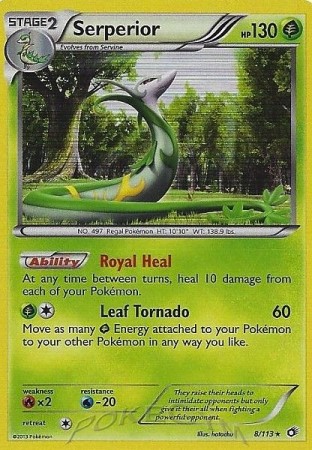 STAGE2 Serperior HP130
Evolves from Servine
NO. 497 Regal Pokémon HT: 10'10" WT: 138.9 lbs.
Ability Royal Heal
At any time between turns, heal 10 damage from
each of your Pokémon.
Leaf Tornado 60
Move as many Energy attached to your Pokémon
to your other Pokémon in any way you like.
weakness resistance
×2 -20
retreat
They raise their heads to
intimidate opponents but only
give it their all when fighting a
powerful opponent.
©2013 Pokémon Illus. hatachu 8/113 ★